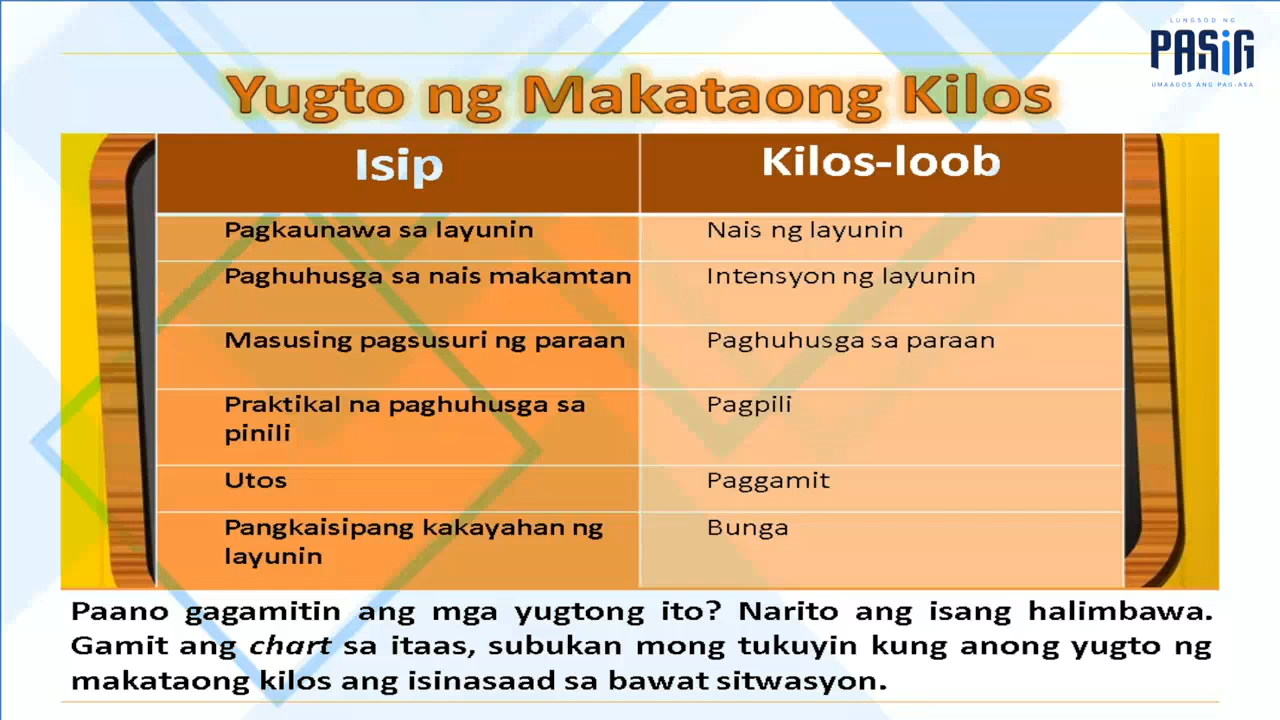 LUNGSOD NG
PASIG
UMAAGOS ANG PAG-ASA
Yugto ng Makataong Kilos
Isip
Kilos-loob
Pagkaunawa sa layunin
Nais ng layunin
Paghuhusga sa nais makamtan
Intensyon ng layunin
Masusing pagsusuri ng paraan
Paghuhusga sa paraan
Praktikal na paghuhusga sa
pinili
Pagpili
Utos
Paggamit
Pangkaisipang kakayahan ng
layunin
Bunga
Paano gagamitin ang mga yugtong ito? Narito ang isang halimbawa.
Gamit ang chart sa itaas, subukan mong tukuyin kung anong yugto ng
makataong kilos ang isinasaad sa bawat sitwasyon.